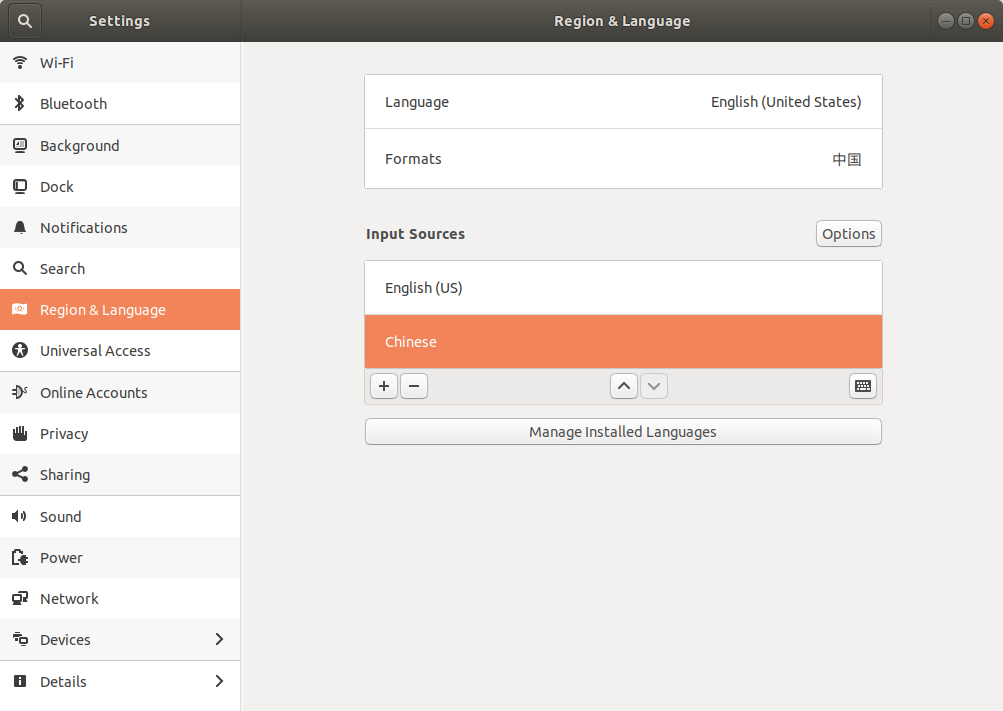 Settings
Region & Language
Wi-Fi
Bluetooth
Background
Dock
Notifications
Search
Region & Language
Universal Access
Online Accounts
Privacy
Sharing
Sound
Power
Network
Devices
Details
Language English (United States)
Formats 中国
Input Sources Options
English (US)
Chinese
Manage Installed Languages